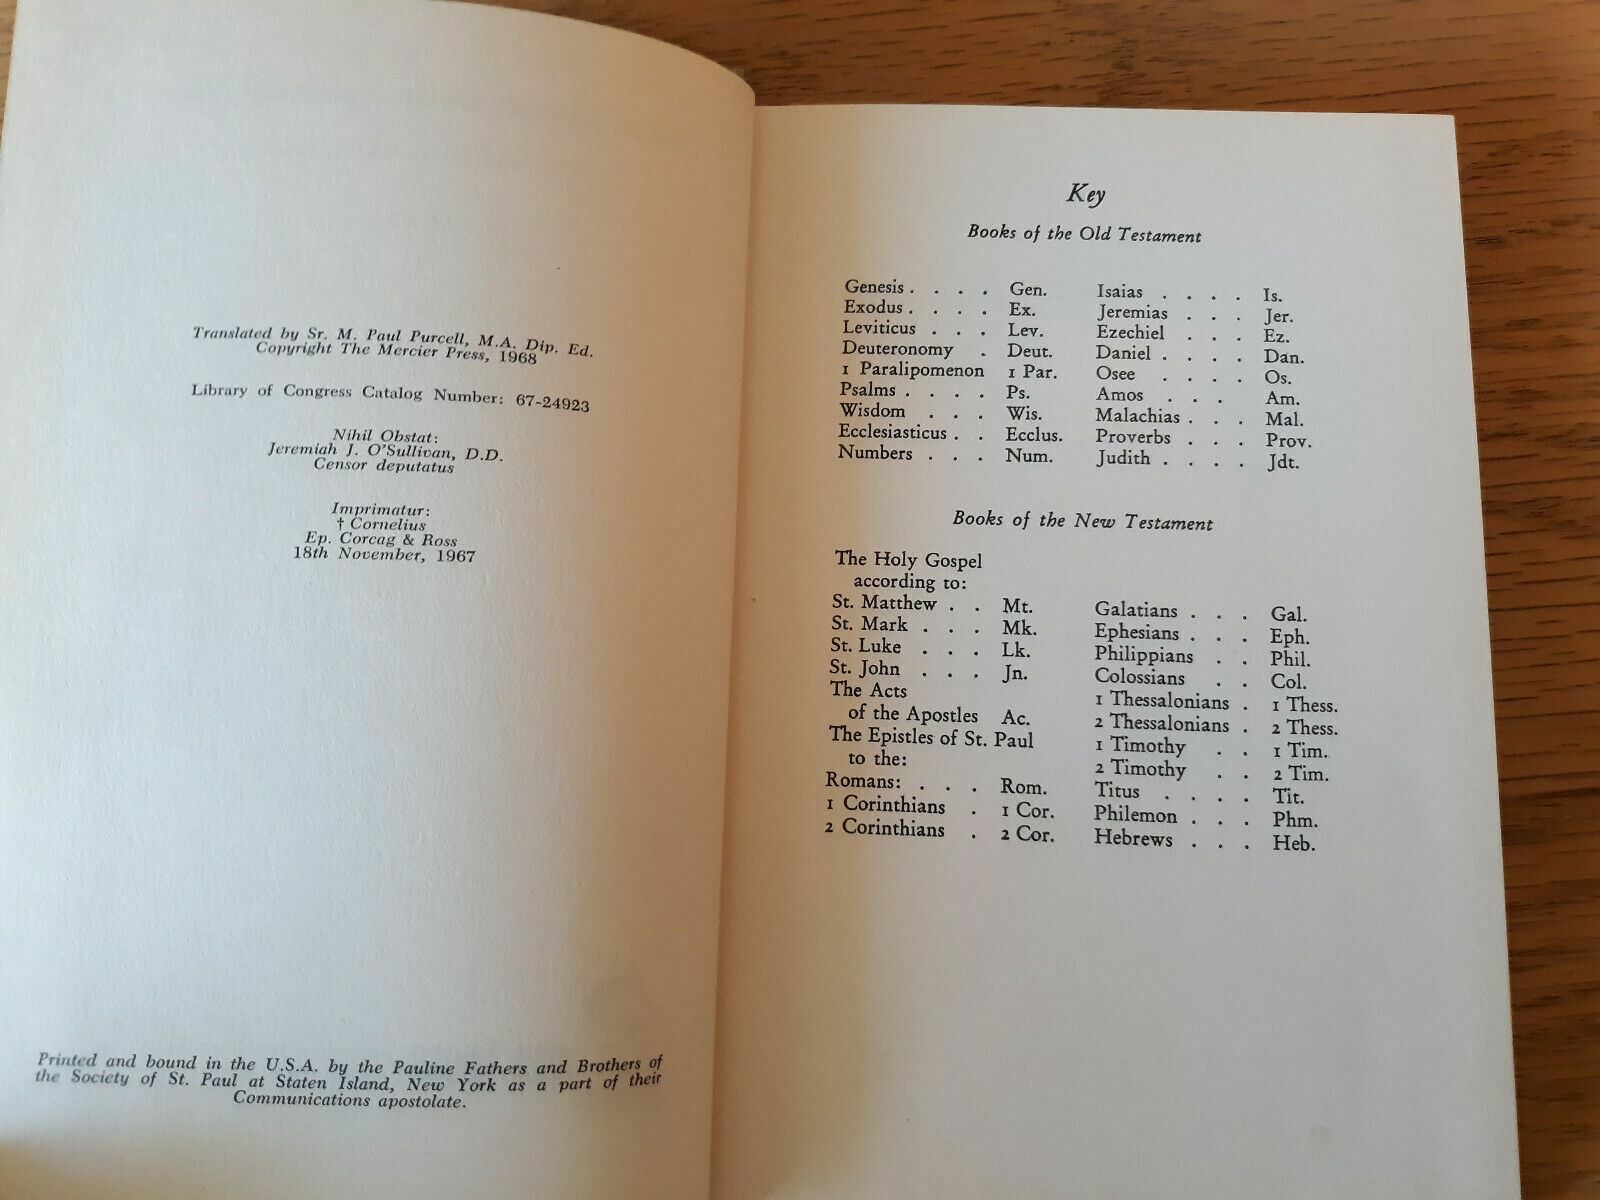 Translated by Sr. M. Paul Purcell, M.A. Dip. Ed.
Copyright The Mercier Press, 1968
Library of Congress Catalog Number: 67-24923
Nihil Obstat:
Jeremiah J. O'Sullivan, D.D.
Censor deputatus
Imprimatur:
† Cornelius
Ep. Corcag & Ross
18th November, 1967
Printed and bound in the U.S.A. by the Pauline Fathers and Brothers of
the Society of St. Paul at Staten Island, New York as a part of their
Communications apostolate.
Key
Books of the Old Testament
Genesis . . . . Gen.
Exodus . . . . Ex.
Leviticus . . . Lev.
Deuteronomy . Deut.
1 Paralipomenon 1 Par.
Psalms . . . . Ps.
Wisdom . . . Wis.
Ecclesiasticus . . Ecclus.
Numbers . . . Num.
Isaias . . . . Is.
Jeremias . . . Jer.
Ezechiel . . . Ez.
Daniel . . . . Dan.
Osee . . . . Os.
Amos . . . Am.
Malachias . . . Mal.
Proverbs . . . Prov.
Judith . . . . Jdt.
Books of the New Testament
The Holy Gospel
according to:
St. Matthew . . Mt.
St. Mark . . . Mk.
St. Luke . . . Lk.
St. John . . . Jn.
The Acts
of the Apostles Ac.
The Epistles of St. Paul
to the:
Romans: . . . Rom.
1 Corinthians . 1 Cor.
2 Corinthians . 2 Cor.
Galatians . . . Gal.
Ephesians . . . Eph.
Philippians . . Phil.
Colossians . . Col.
1 Thessalonians . 1 Thess.
2 Thessalonians . 2 Thess.
1 Timothy . . 1 Tim.
2 Timothy . . 2 Tim.
Titus . . . . Tit.
Philemon . . . Phm.
Hebrews . . . Heb.